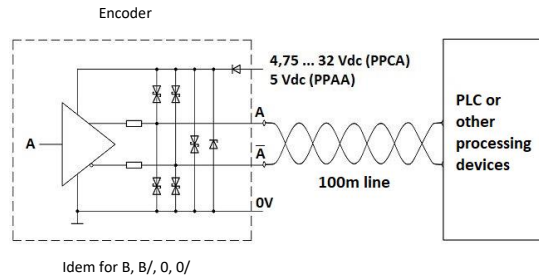 Encoder
4,75 ... 32 Vdc (PPCA)
5 Vdc (PPAA)
A
A
A
PLC or
other
processing
devices
100m line
0V
Idem for B, B/, 0, 0/